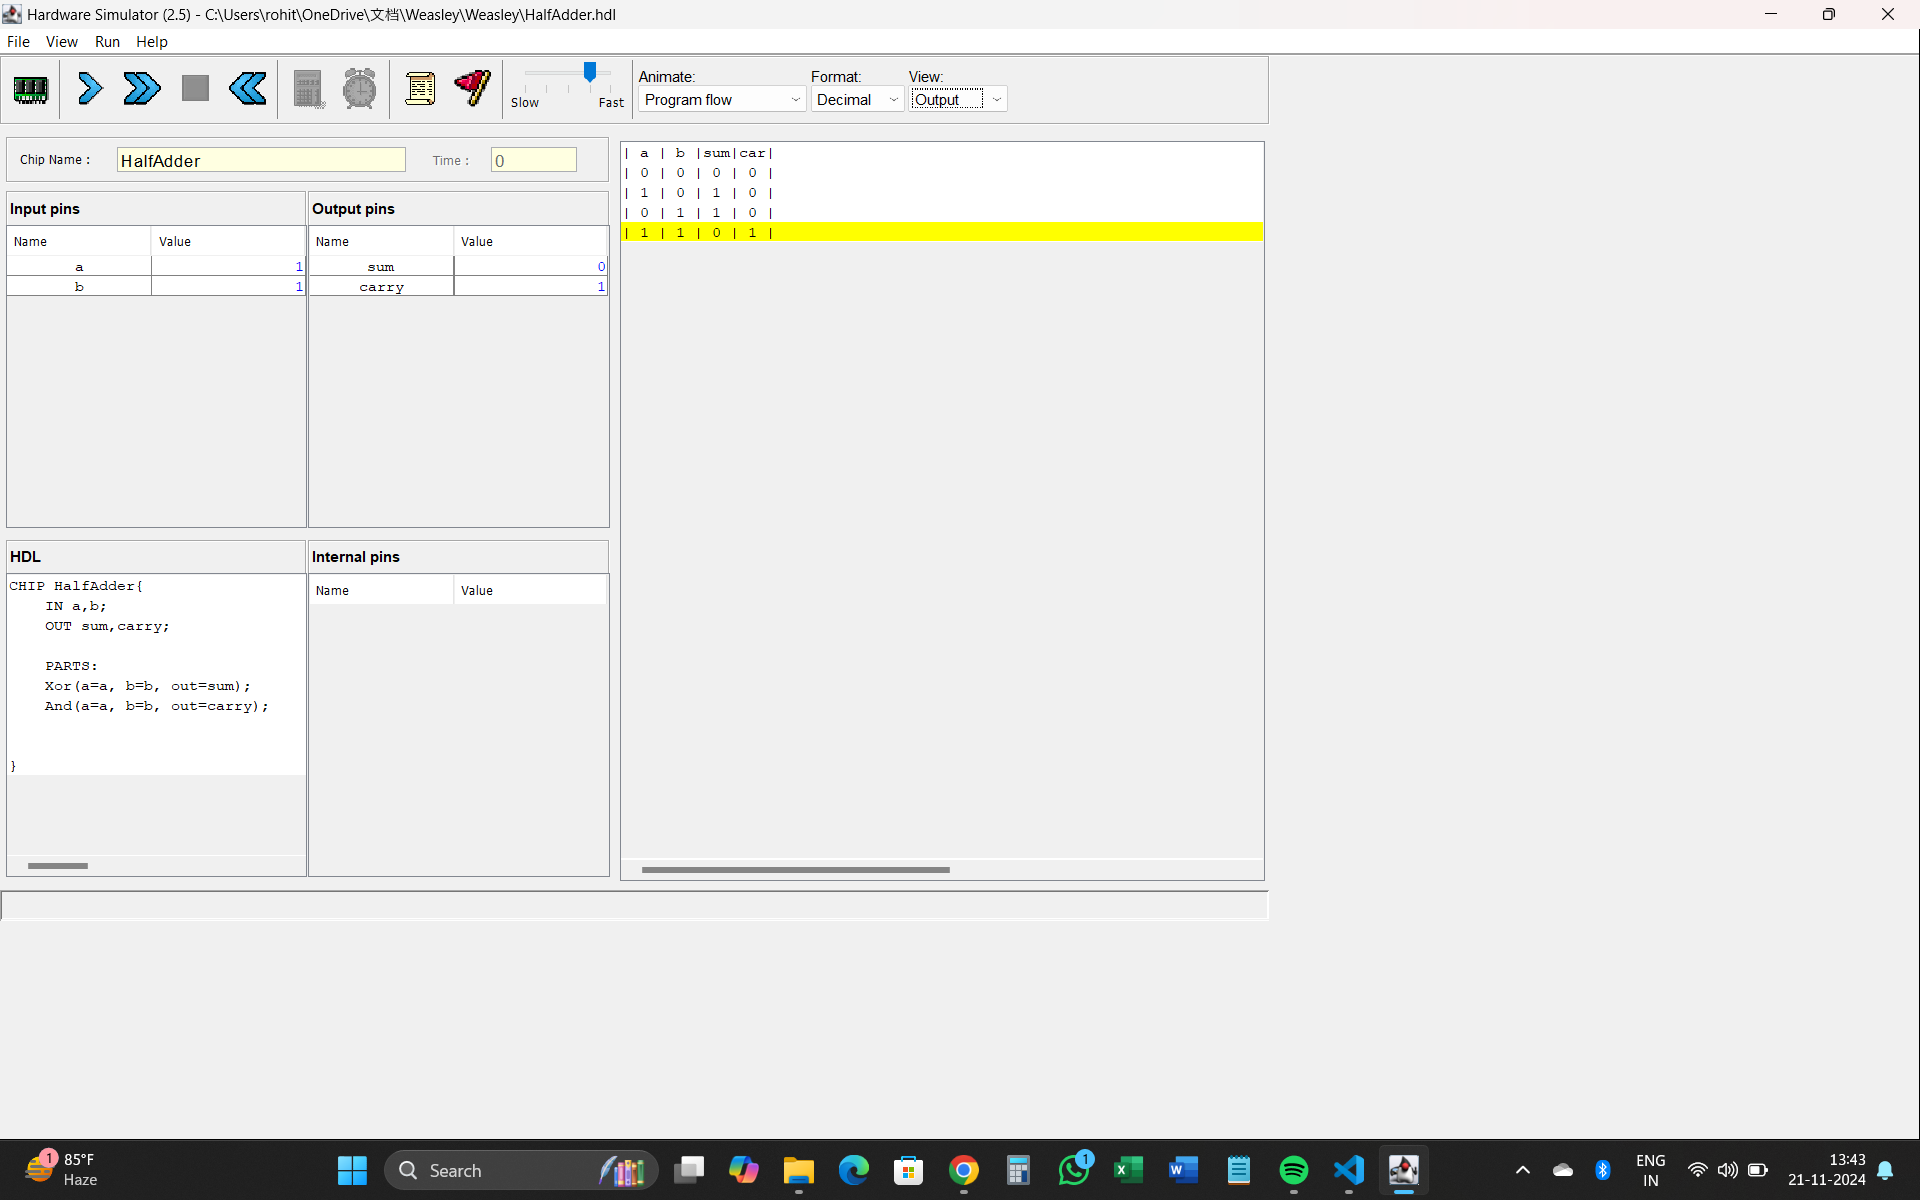 Hardware Simulator (2.5) - C:\Users\rohit\OneDrive\文档\Weasley\Weasley\HalfAdder.hdl
File View Run Help
Slow Fast
Animate: Format: View:
Program flow Decimal Output
Chip Name : HalfAdder Time : 0
Input pins
Name Value
a 1
b 1
Output pins
Name Value
sum 0
carry 1
HDL
CHIP HalfAdder{
IN a,b;
OUT sum,carry;
PARTS:
Xor(a=a, b=b, out=sum);
And(a=a, b=b, out=carry);
}
Internal pins
Name Value
| a | b |sum|car|
| 0 | 0 | 0 | 0 |
| 1 | 0 | 1 | 0 |
| 0 | 1 | 1 | 0 |
| 1 | 1 | 0 | 1 |
1
85°F
Haze
Search
1
ENG
IN
13:43
21-11-2024